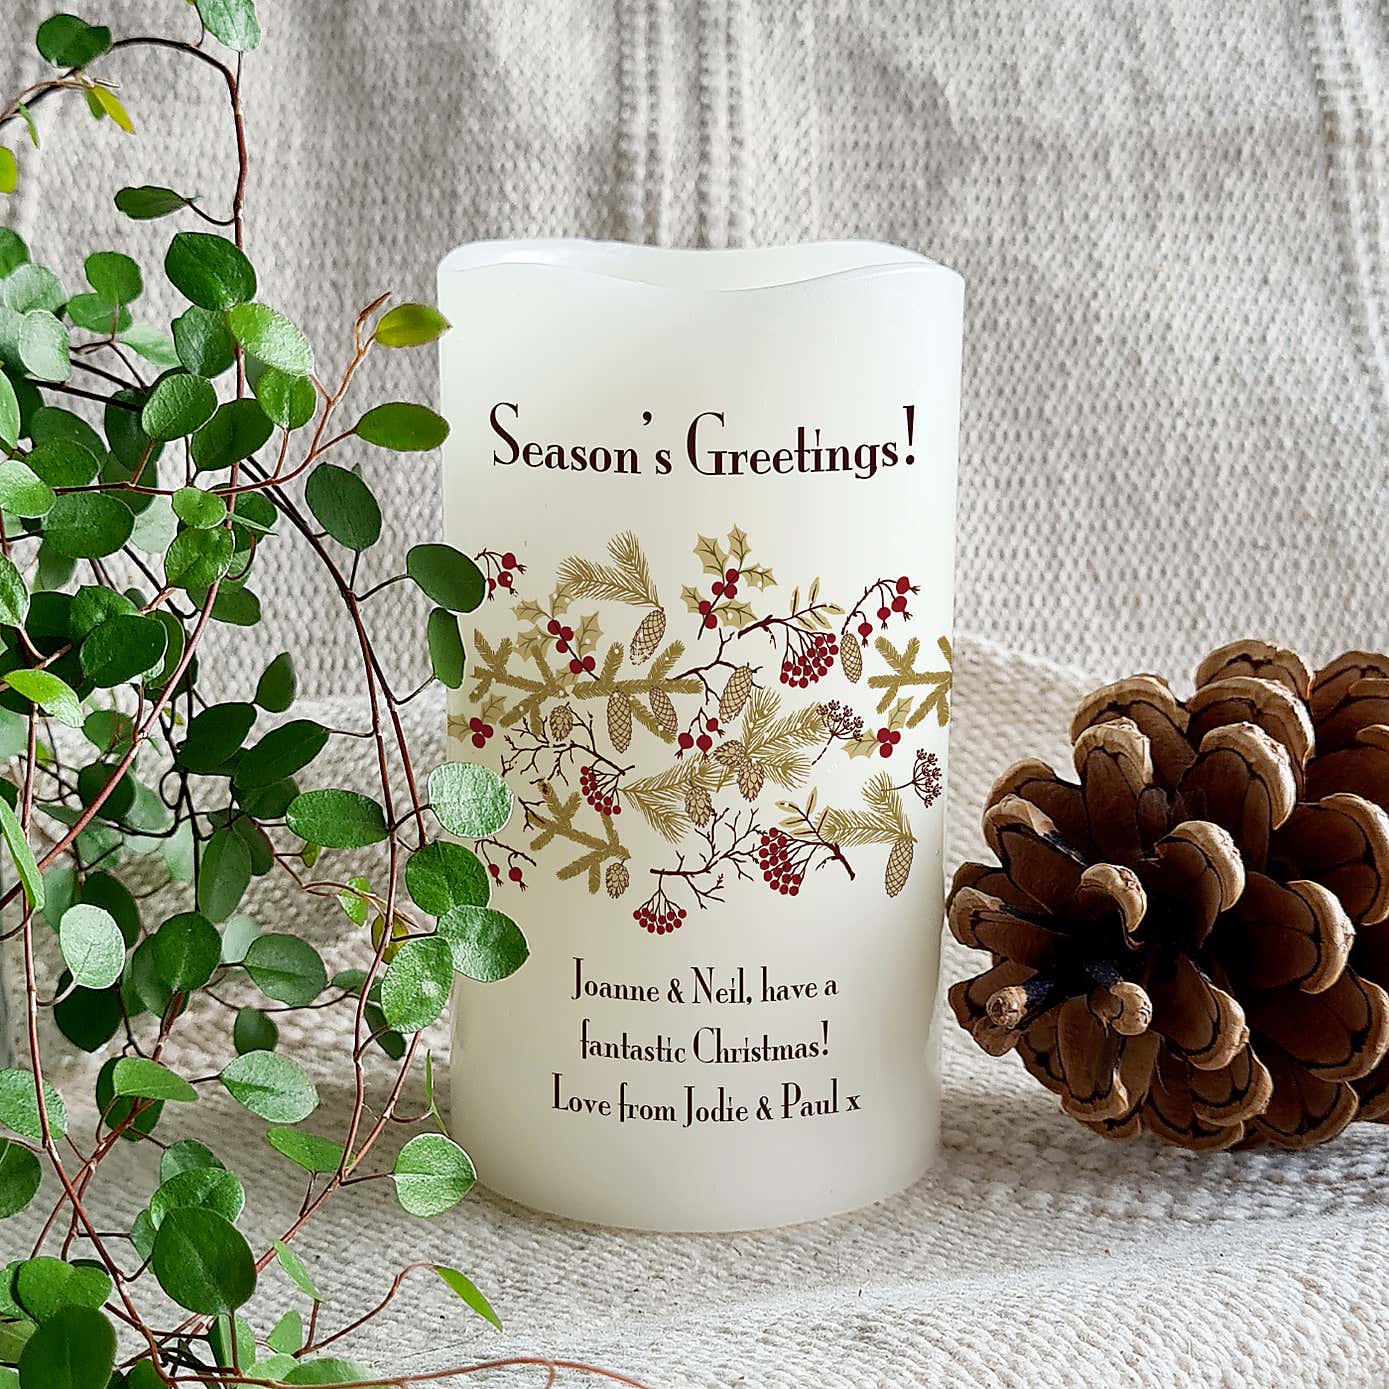 Season's Greetings!
Joanne & Neil, have a
fantastic Christmas!
Love from Jodie & Paul x